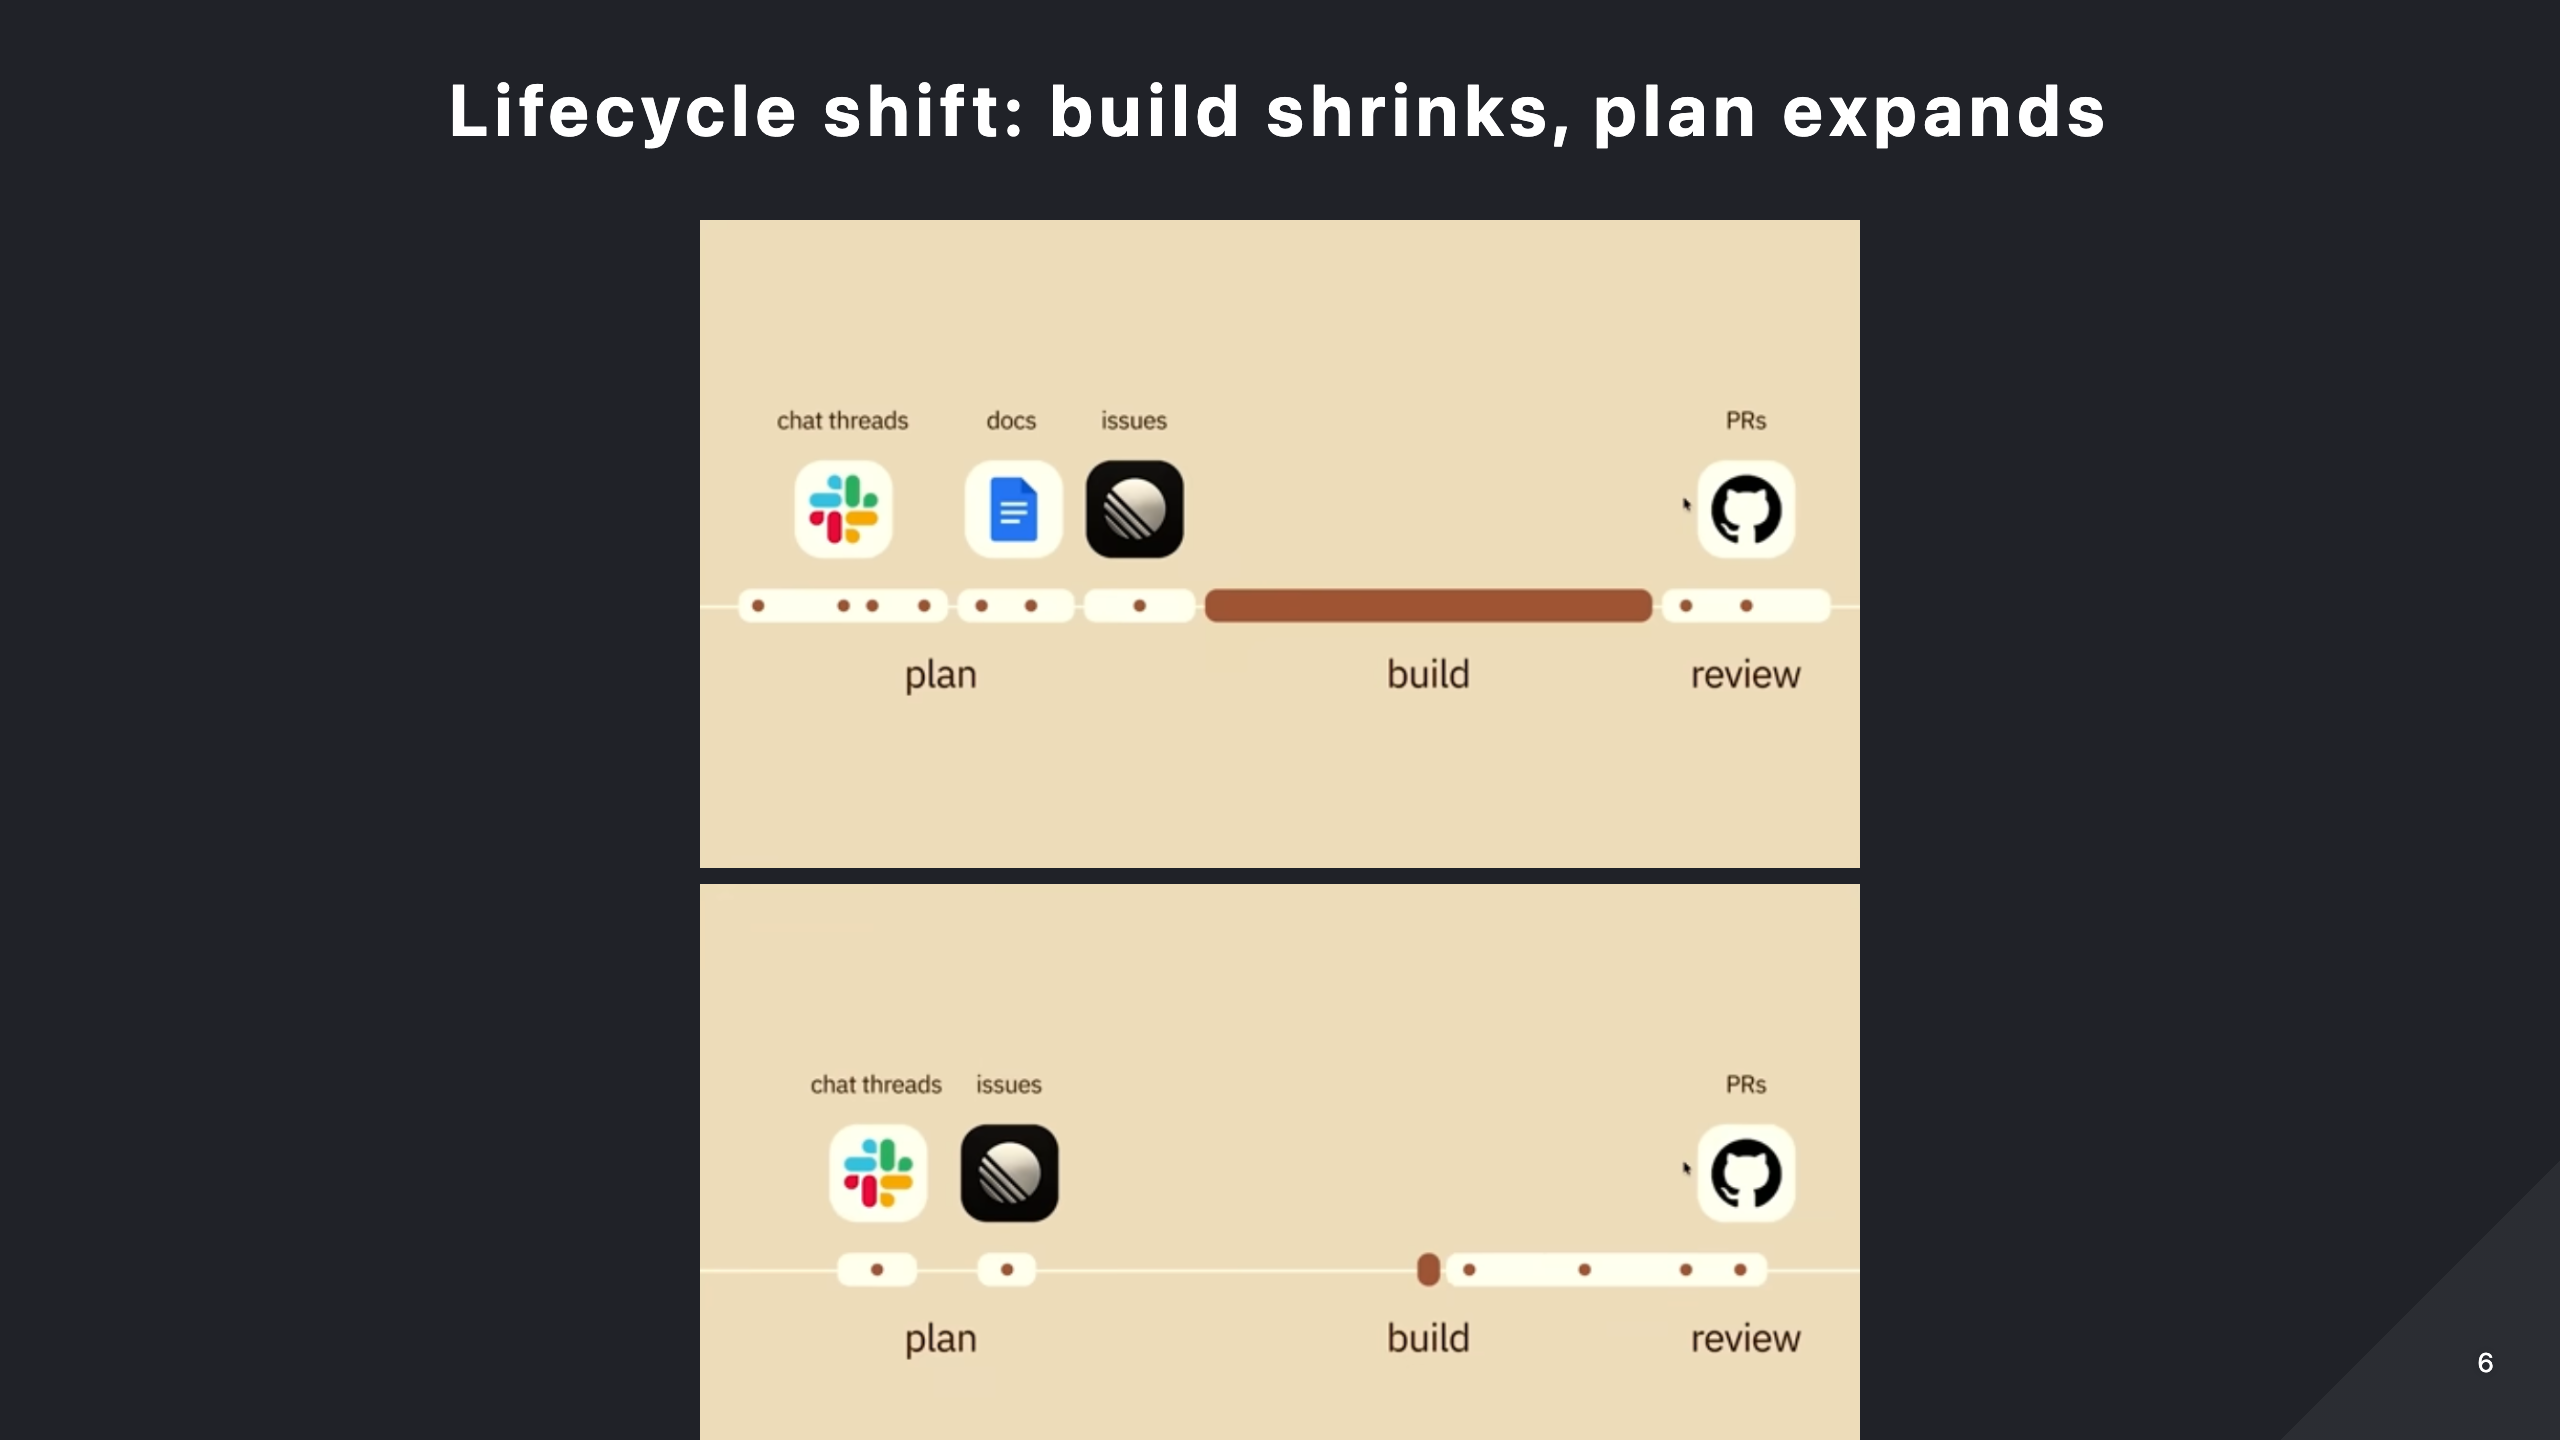 Lifecycle shift: build shrinks, plan expands
chat threads docs issues PRs
plan build review
chat threads issues PRs
plan build review
6